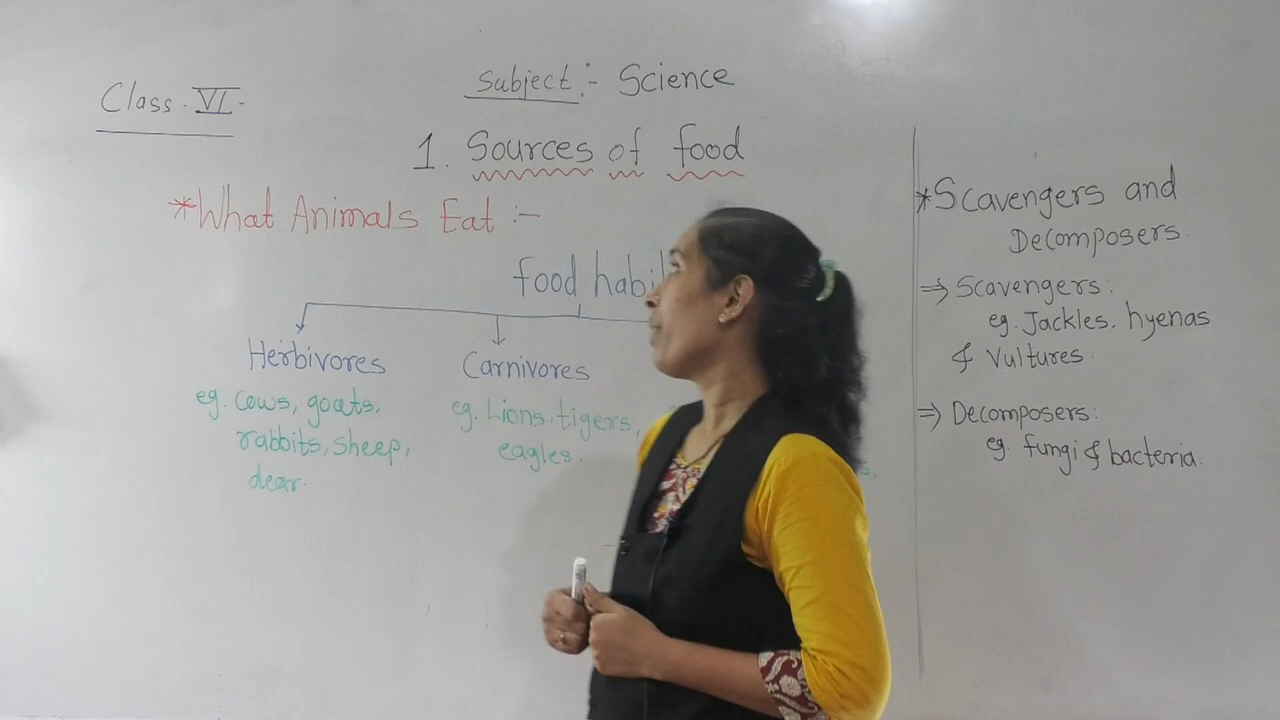 Class. VI.
Subject:- Science
1. Sources of food
*What Animals Eat :-
food habi
Herbivores
eg. Cows, goats,
rabbits, sheep,
dear.
Carnivores
eg. Lions. tigers,
eagles.
*Scavengers and
Decomposers.
⇒ Scavengers:
eg. Jackles. hyenas
& Vultures.
⇒ Decomposers:
eg. fungi & bacteria.